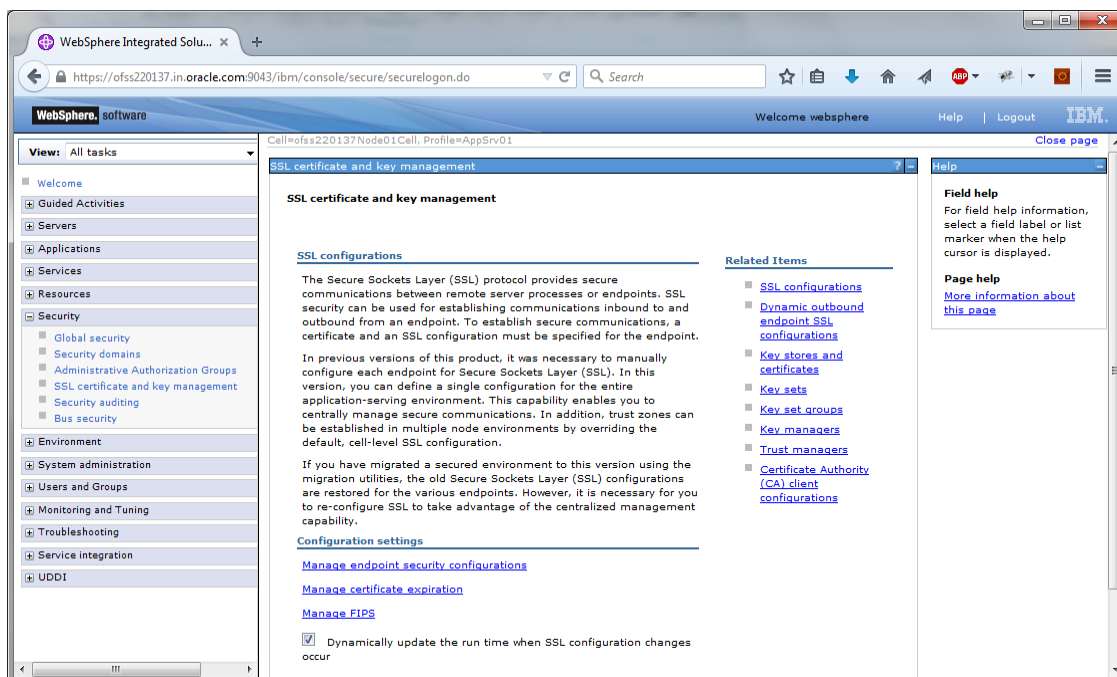 WebSphere Integrated Solu...
https://ofss220137.in.oracle.com:9043/ibm/console/secure/securelogon.do
Search
ABP
WebSphere. software
Welcome websphere
Help | Logout
IBM.
View: All tasks
Cell=ofss220137Node01Cell, Profile=AppSrv01
Close page
Welcome
Guided Activities
Servers
Applications
Services
Resources
Security
Global security
Security domains
Administrative Authorization Groups
SSL certificate and key management
Security auditing
Bus security
Environment
System administration
Users and Groups
Monitoring and Tuning
Troubleshooting
Service integration
UDDI
SSL certificate and key management
?
SSL certificate and key management
SSL configurations
The Secure Sockets Layer (SSL) protocol provides secure
communications between remote server processes or endpoints. SSL
security can be used for establishing communications inbound to and
outbound from an endpoint. To establish secure communications, a
certificate and an SSL configuration must be specified for the endpoint.
In previous versions of this product, it was necessary to manually
configure each endpoint for Secure Sockets Layer (SSL). In this
version, you can define a single configuration for the entire
application-serving environment. This capability enables you to
centrally manage secure communications. In addition, trust zones can
be established in multiple node environments by overriding the
default, cell-level SSL configuration.
If you have migrated a secured environment to this version using the
migration utilities, the old Secure Sockets Layer (SSL) configurations
are restored for the various endpoints. However, it is necessary for you
to re-configure SSL to take advantage of the centralized management
capability.
Configuration settings
Manage endpoint security configurations
Manage certificate expiration
Manage FIPS
Dynamically update the run time when SSL configuration changes
occur
Related Items
SSL configurations
Dynamic outbound
endpoint SSL
configurations
Key stores and
certificates
Key sets
Key set groups
Key managers
Trust managers
Certificate Authority
(CA) client
configurations
Help
Field help
For field help information,
select a field label or list
marker when the help
cursor is displayed.
Page help
More information about
this page